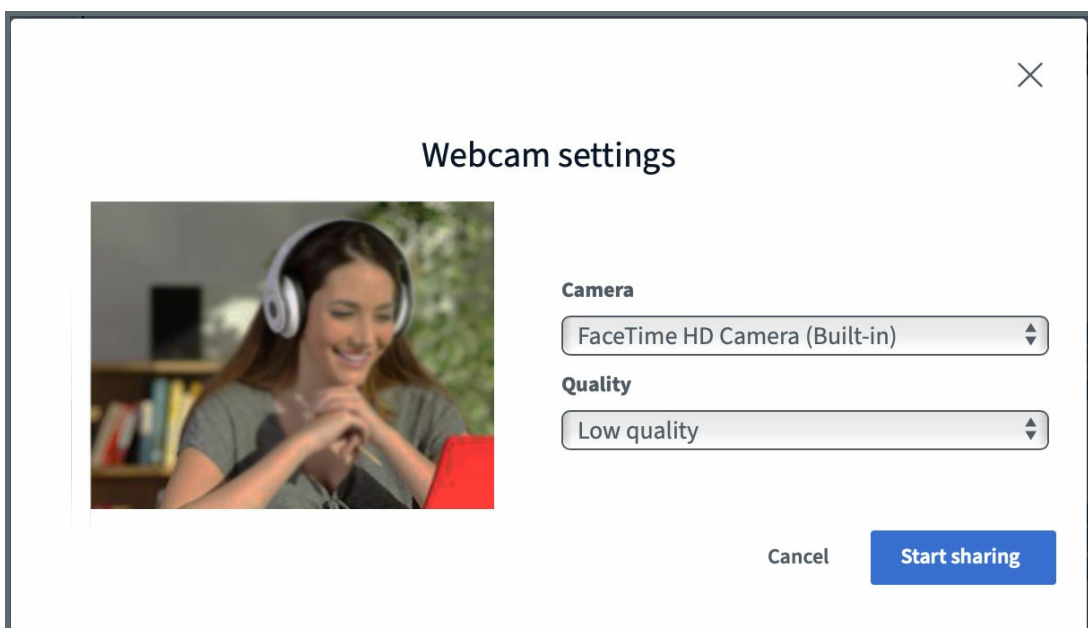 Webcam settings
Camera
FaceTime HD Camera (Built-in)
Quality
Low quality
Cancel
Start sharing